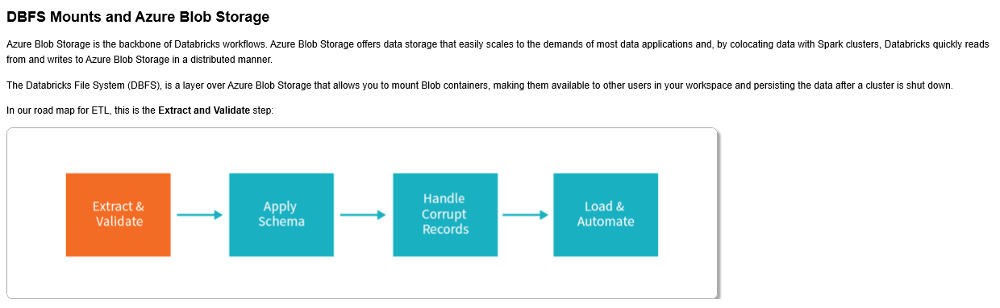 DBFS Mounts and Azure Blob Storage
Azure Blob Storage is the backbone of Databricks workflows. Azure Blob Storage offers data storage that easily scales to the demands of most data applications and, by colocating data with Spark clusters, Databricks quickly reads
from and writes to Azure Blob Storage in a distributed manner.
The Databricks File System (DBFS), is a layer over Azure Blob Storage that allows you to mount Blob containers, making them available to other users in your workspace and persisting the data after a cluster is shut down.
In our road map for ETL, this is the Extract and Validate step:
Extract &
Validate
Apply
Schema
Handle
Corrupt
Records
Load &
Automate